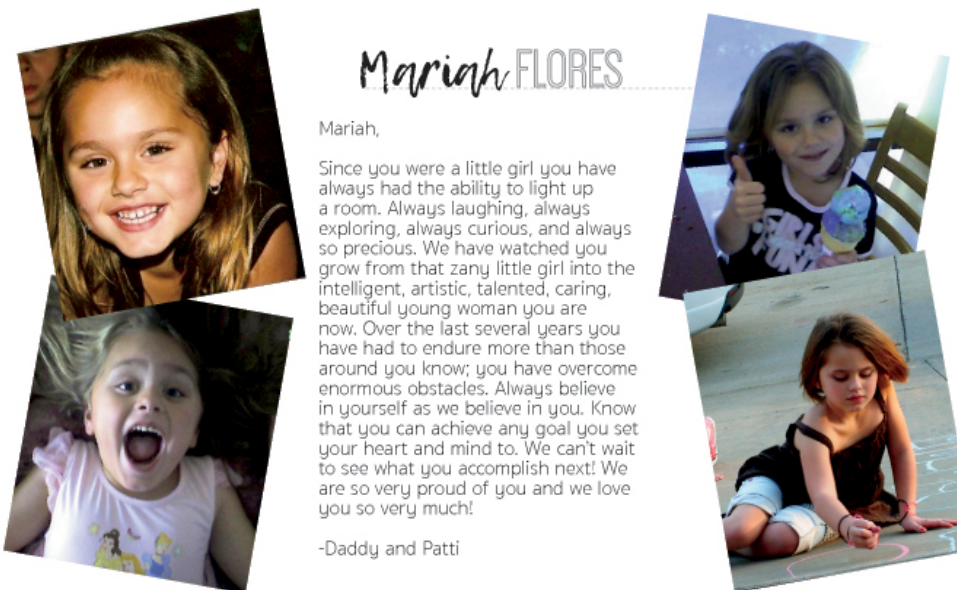 Mariah FLORES
Mariah,
Since you were a little girl you have
always had the ability to light up
a room. Always laughing, always
exploring, always curious, and always
so precious. We have watched you
grow from that zany little girl into the
intelligent, artistic, talented, caring,
beautiful young woman you are
now. Over the last several years you
have had to endure more than those
around you know; you have overcome
enormous obstacles. Always believe
in yourself as we believe in you. Know
that you can achieve any goal you set
your heart and mind to. We can't wait
to see what you accomplish next! We
are so very proud of you and we love
you so very much!
-Daddy and Patti